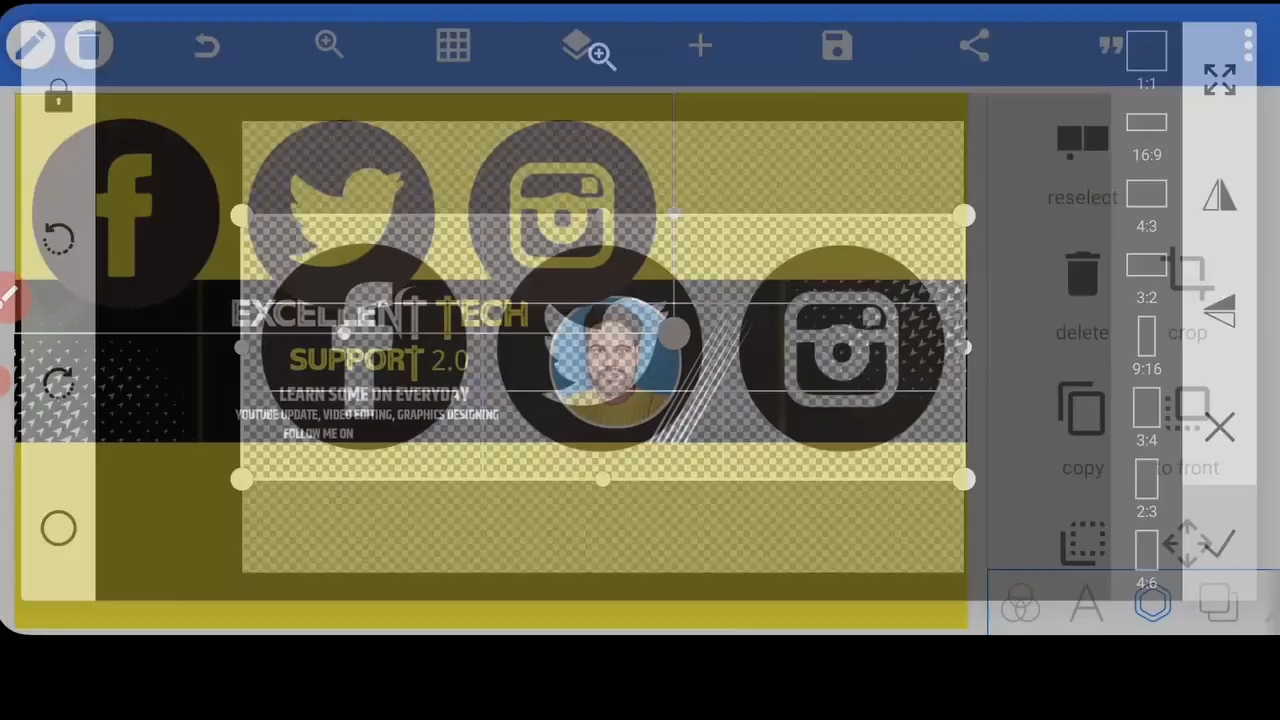 1:1
16:9
reselect
4:3
3:2
EXCELLENT TECH
delete
crop
SUPPORT 2.0
9:16
LEARN SOME ON EVERYDAY
YOUTUBE UPDATE, VIDEO EDITING, GRAPHICS DESIGNING
FOLLOW ME ON
3:4
copy
to front
2:3
4:6